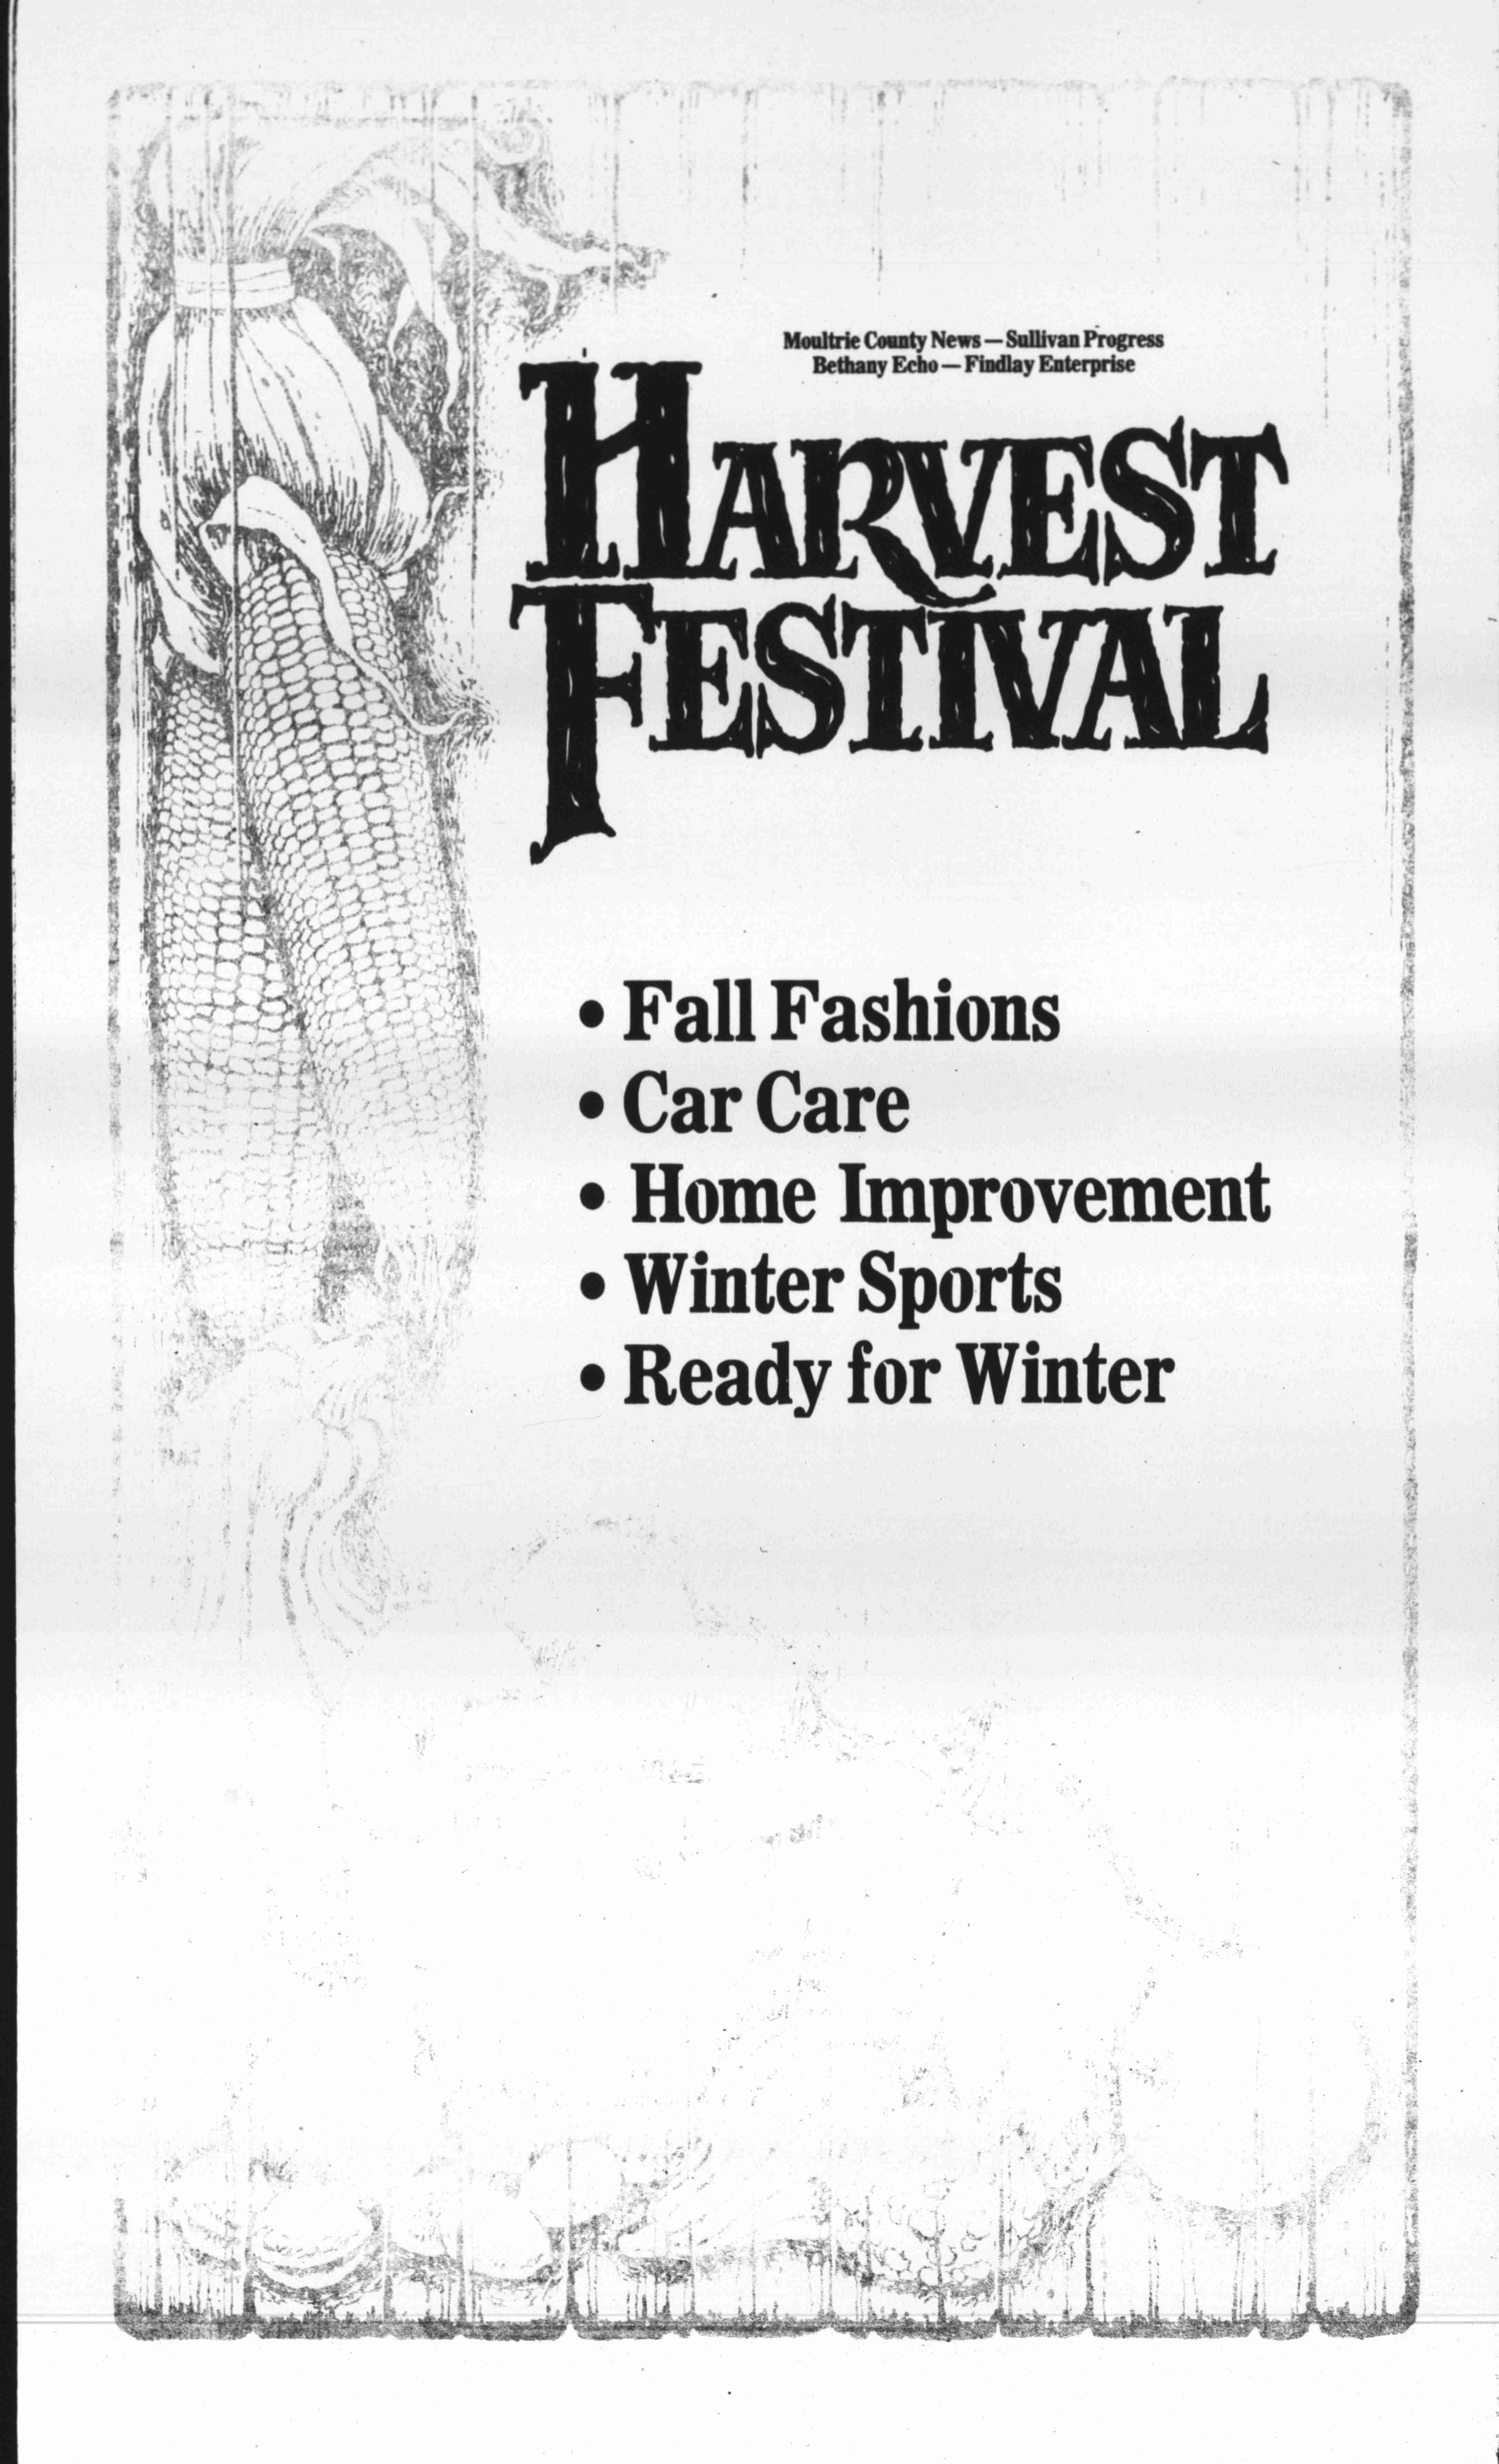 Moultrie County News — Sullivan Progress
Bethany Echo — Findlay Enterprise
HARVEST
FESTIVAL
• Fall Fashions
• Car Care
• Home Improvement
• Winter Sports
• Ready for Winter